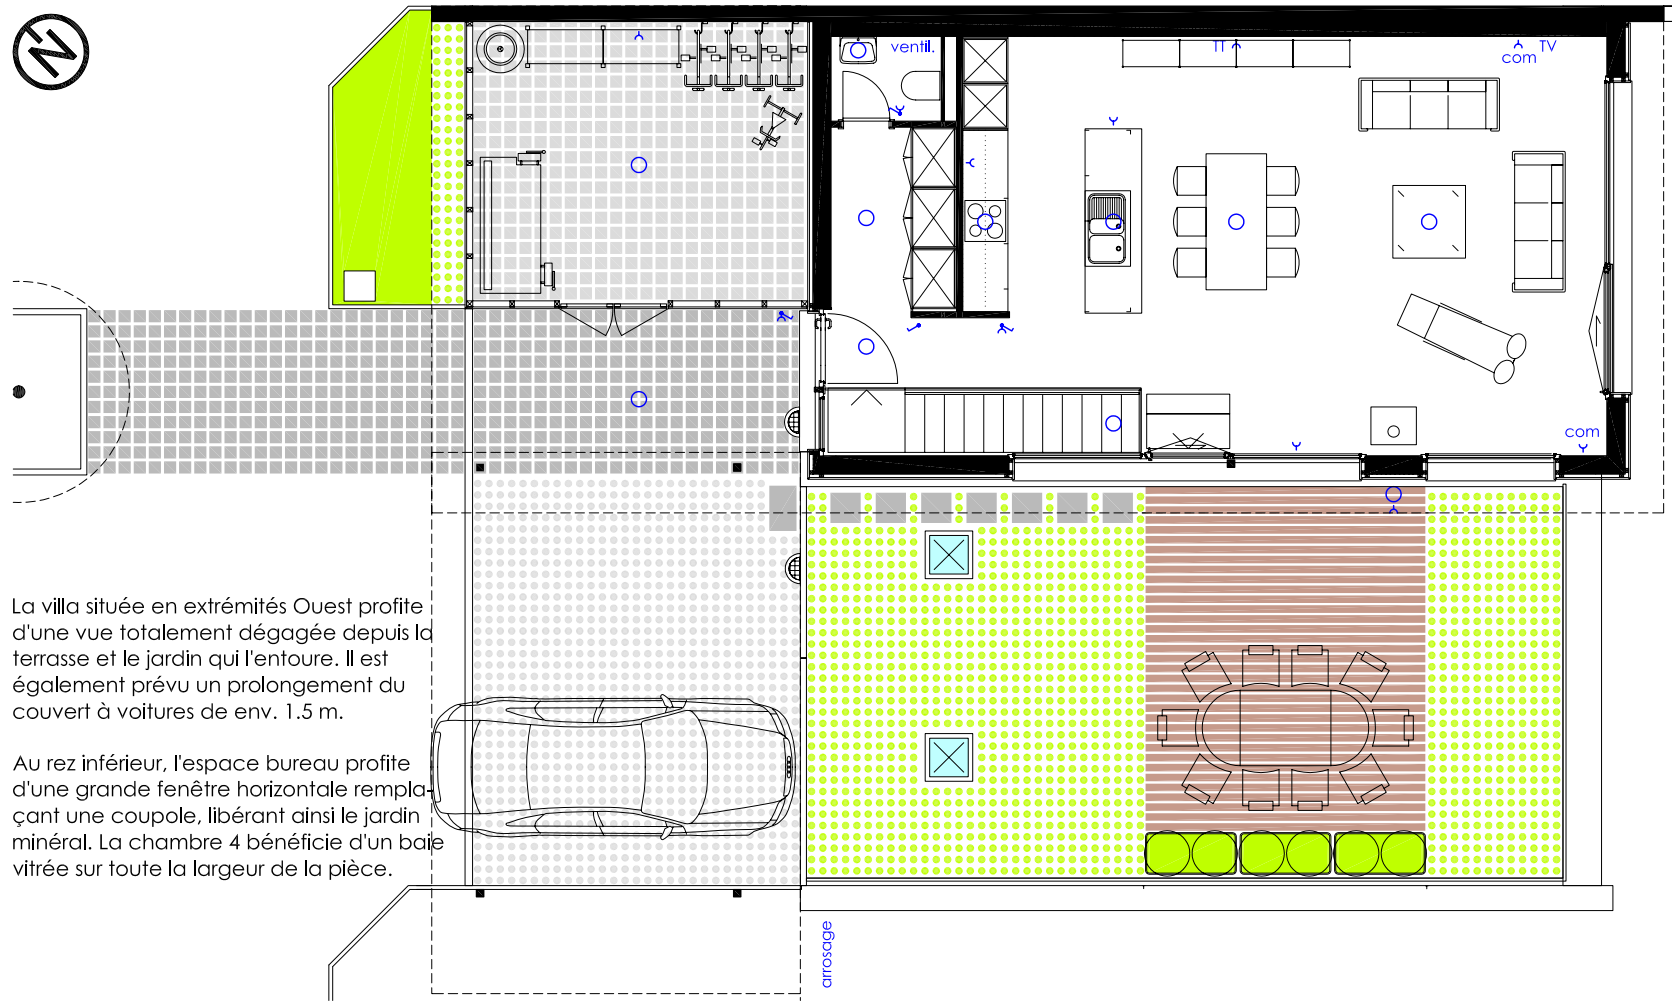 N
ventil.
TT
TV
com
com
La villa située en extrémités Ouest profite
d'une vue totalement dégagée depuis la
terrasse et le jardin qui l'entoure. Il est
également prévu un prolongement du
couvert à voitures de env. 1.5 m.
Au rez inférieur, l'espace bureau profite
d'une grande fenêtre horizontale rempla-
çant une coupole, libérant ainsi le jardin
minéral. La chambre 4 bénéficie d'un baie
vitrée sur toute la largeur de la pièce.
arrosage